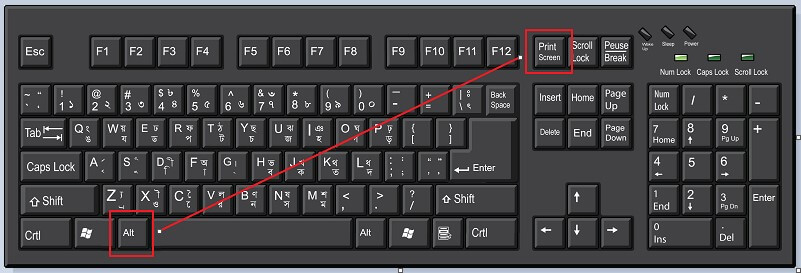 Esc F1 F2 F3 F4 F5 F6 F7 F8 F9 F10 F11 F12 Print Screen Scroll Lock Peuse Break Wake Up Sleep Power
Num Lock Caps Lock Scroll Lock
~ ! ১ @ ২ # ৩ $ ৪ % ৫ ^ ৬ & ৭ * ৮ ( ৯ ) ০ - + = | \ Back Space Insert Home Page Up Num Lock / * -
Tab Q ং ঙ W য় য E ঢ ড R ফ প T ঠ ট Y ছ চ U ঝ জ I ঞ হ O ঘ গ P ঢ় ড় { [ } ] Delete End Page Down 7 Home 8 ↑ 9 Pg Up +
Caps Lock A S D F G H ভ ব J খ ক K থ ত L ধ দ : ; Enter 4 ← 5 6 →
Shift Z X C V ল র B ণ ন N ষ স M শ ম < , > . ? / Shift ↑ 1 End 2 ↓ 3 Pg Dn Enter
Crtl Alt Alt Crtl ← ↓ → 0 Ins . Del